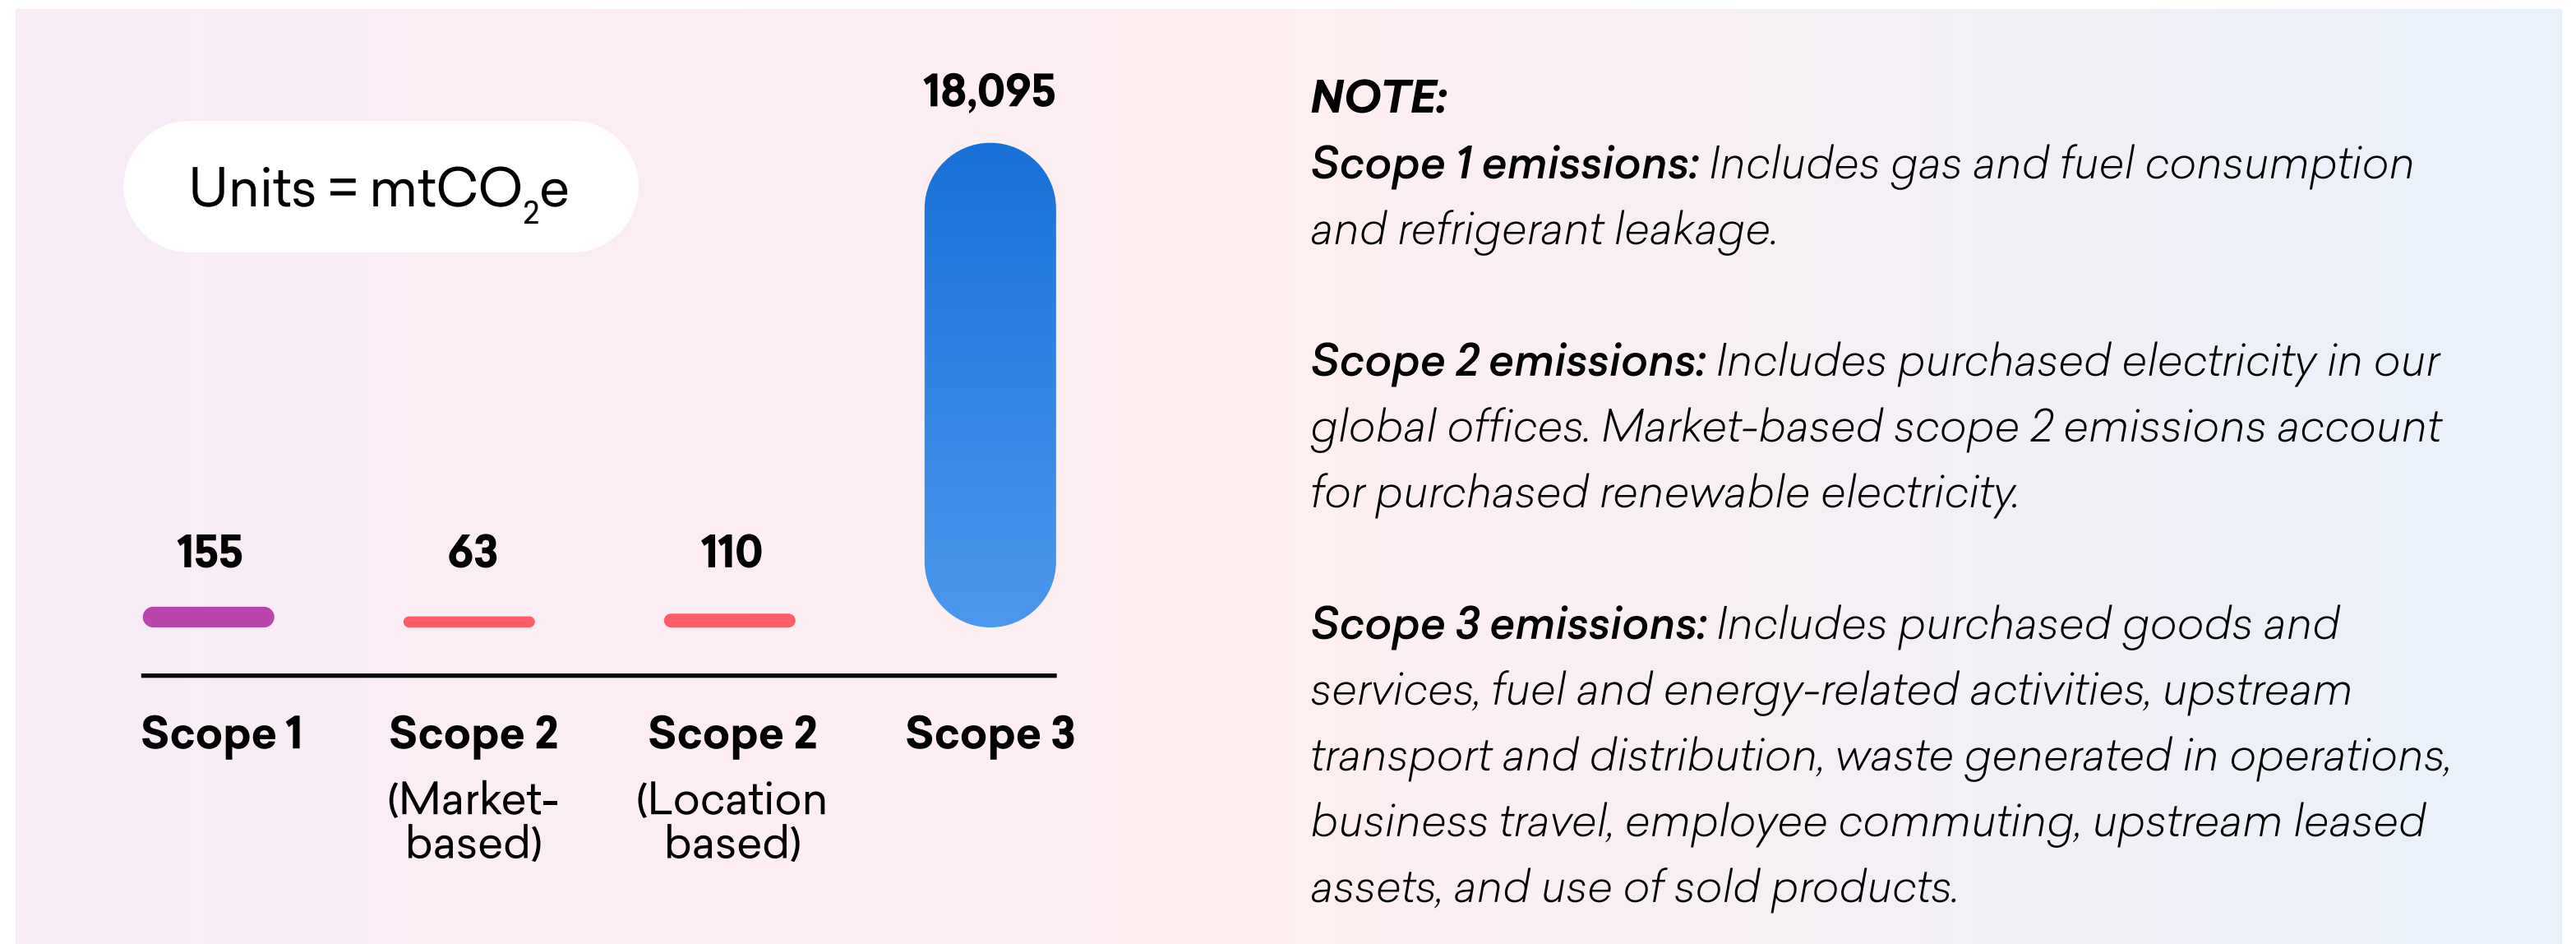 Units = mtCO₂e
155
63
110
18,095
Scope 1
Scope 2
(Market-
based)
Scope 2
(Location
based)
Scope 3
NOTE:
Scope 1 emissions: Includes gas and fuel consumption
and refrigerant leakage.
Scope 2 emissions: Includes purchased electricity in our
global offices. Market-based scope 2 emissions account
for purchased renewable electricity.
Scope 3 emissions: Includes purchased goods and
services, fuel and energy-related activities, upstream
transport and distribution, waste generated in operations,
business travel, employee commuting, upstream leased
assets, and use of sold products.